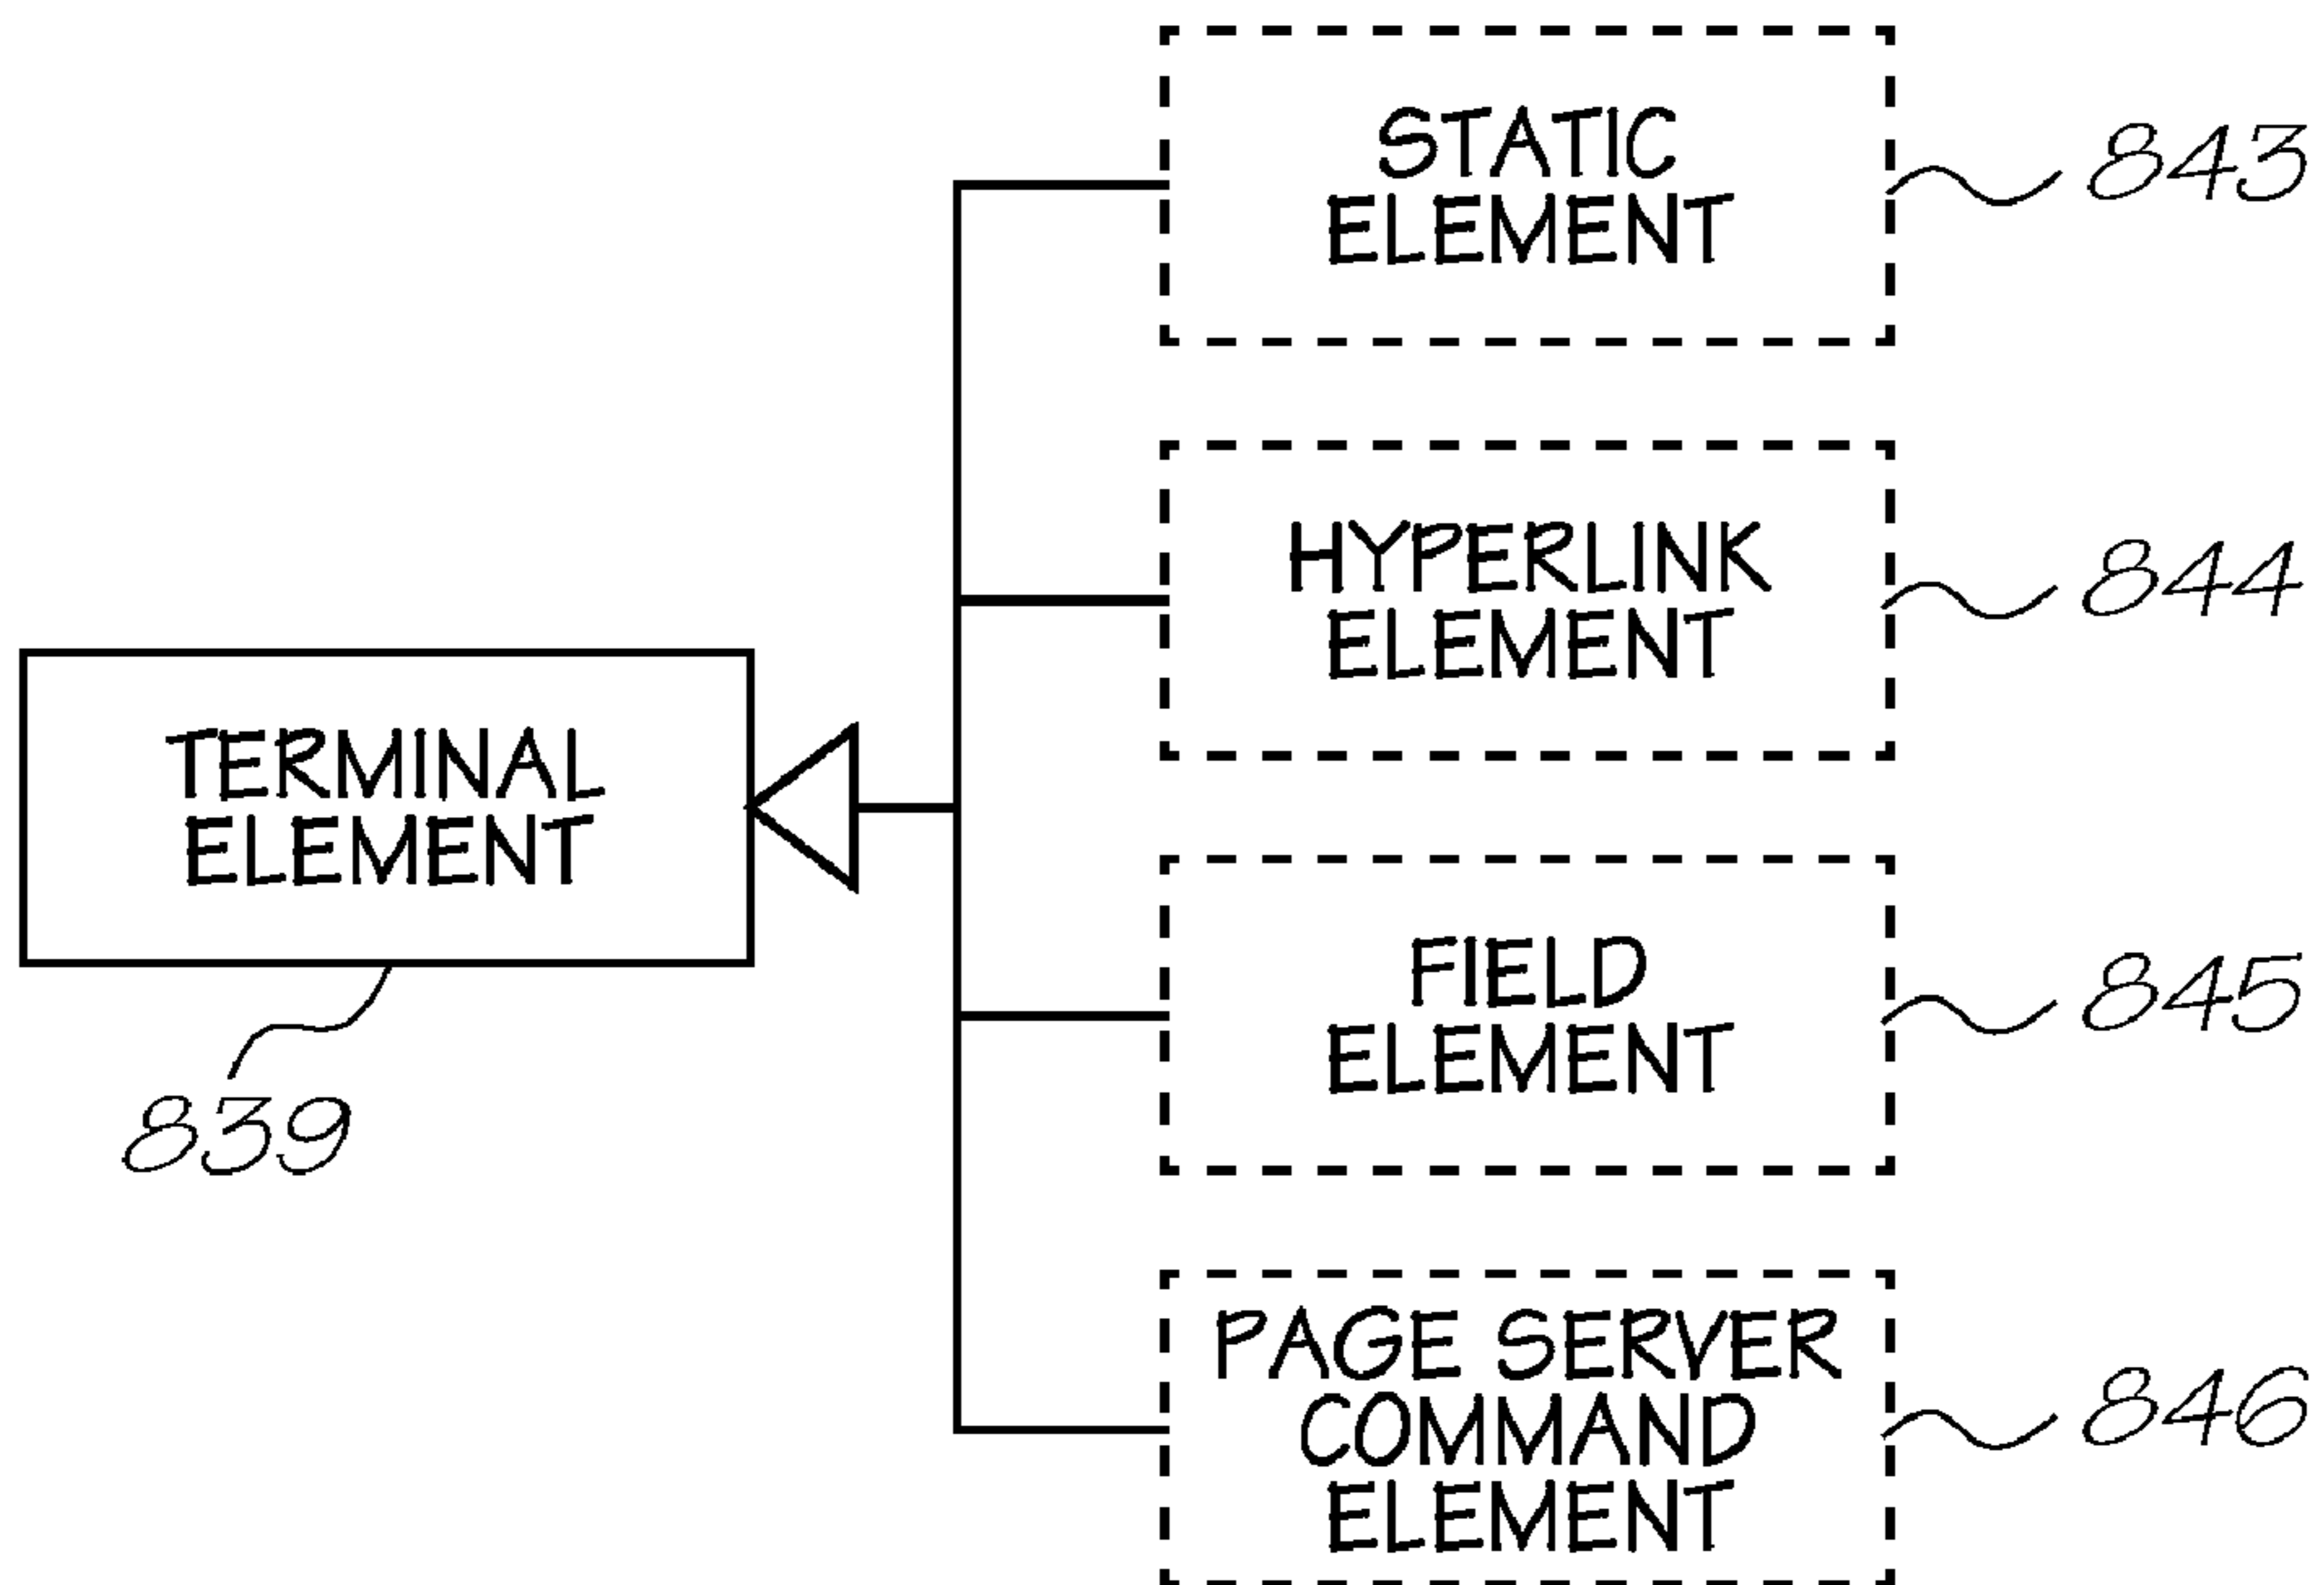 STATIC
ELEMENT
843
HYPERLINK
ELEMENT
844
TERMINAL
ELEMENT
839
FIELD
ELEMENT
845
PAGE SERVER
COMMAND
ELEMENT
846